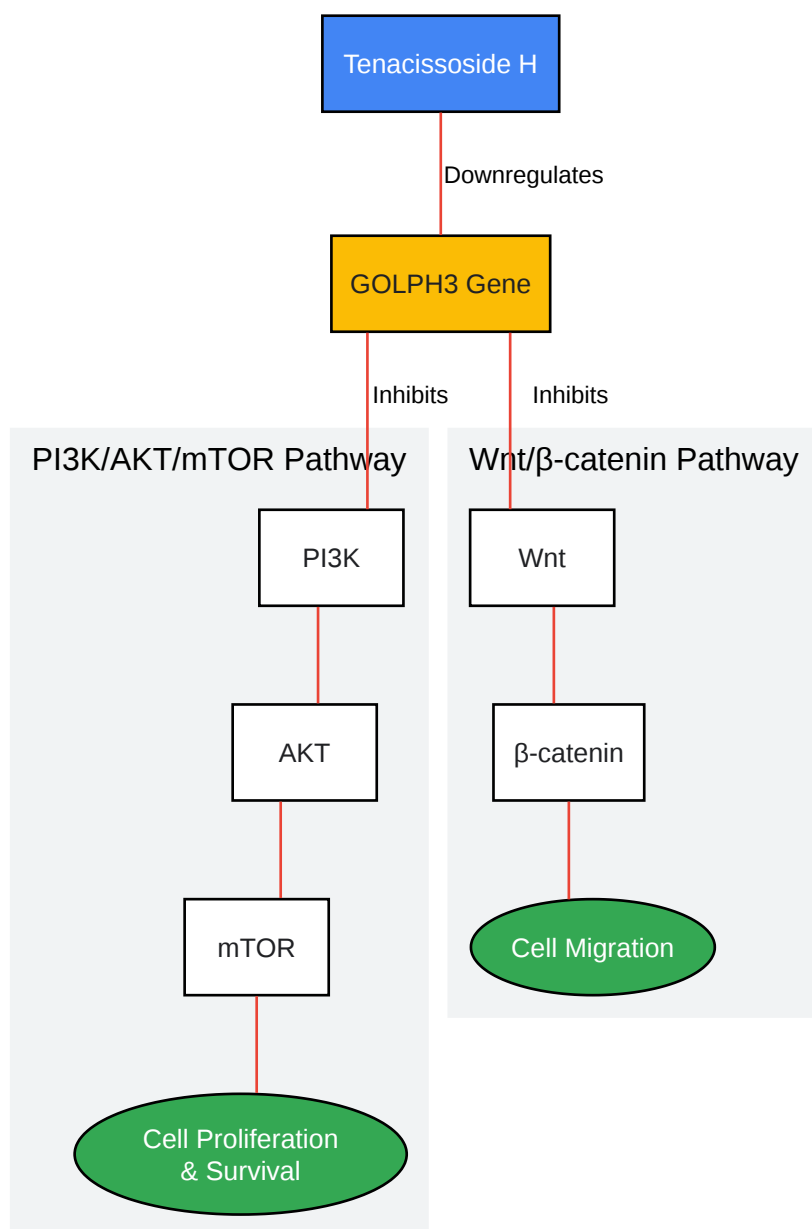 Tenacissoside H
Downregulates
GOLPH3 Gene
Inhibits
Inhibits
PI3K/AKT/mTOR Pathway
Wnt/β-catenin Pathway
PI3K
Wnt
AKT
β-catenin
mTOR
Cell Migration
Cell Proliferation
& Survival